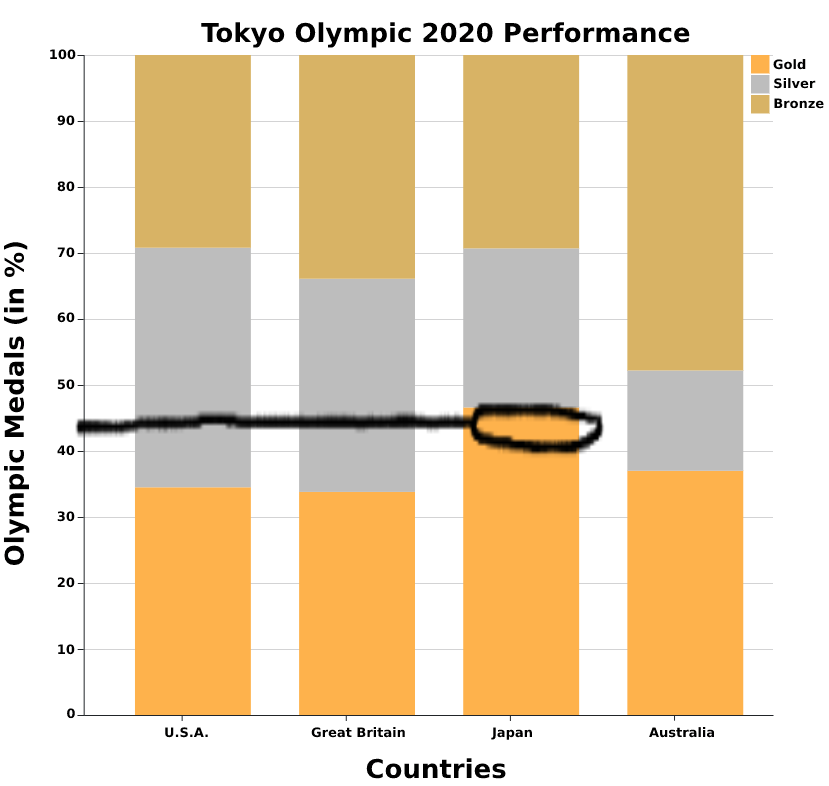 Tokyo Olympic 2020 Performance
Gold
Silver
Bronze
Olympic Medals (in %)
100
90
80
70
60
50
40
30
20
10
0
U.S.A. Great Britain Japan Australia
Countries